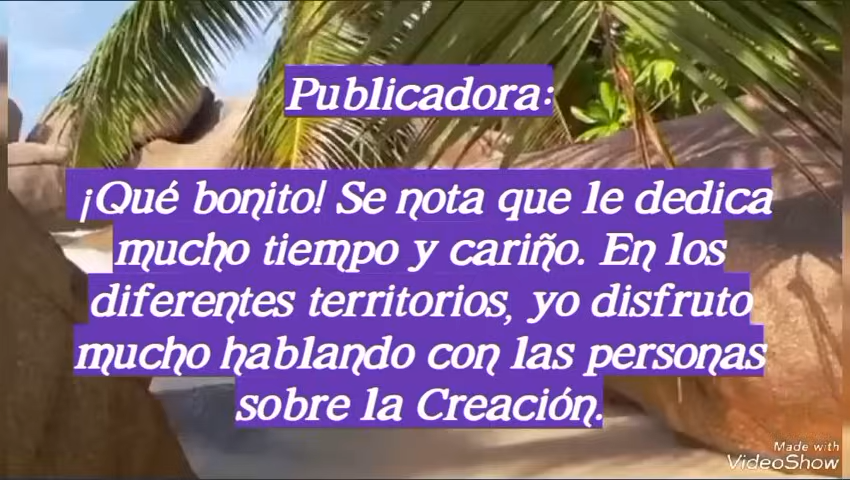 Publicadora:
¡Qué bonito! Se nota que le dedica
mucho tiempo y cariño. En los
diferentes territorios, yo disfruto
mucho hablando con las personas
sobre la Creación.
Made with
VideoShow